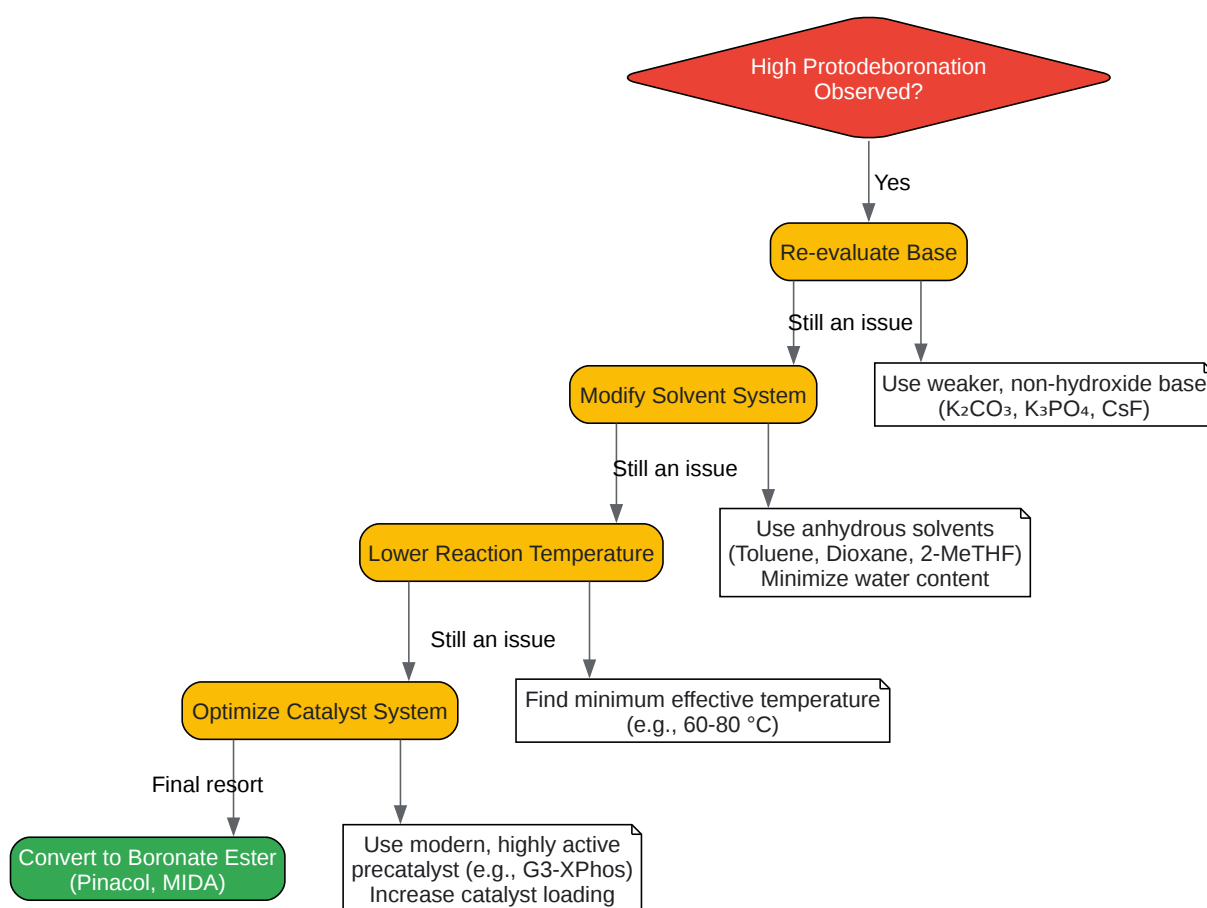 High Protodeboronation
Observed?
Yes
Re-evaluate Base
Still an issue
Use weaker, non-hydroxide base
(K₂CO₃, K₃PO₄, CsF)
Modify Solvent System
Still an issue
Use anhydrous solvents
(Toluene, Dioxane, 2-MeTHF)
Minimize water content
Lower Reaction Temperature
Still an issue
Find minimum effective temperature
(e.g., 60-80 °C)
Optimize Catalyst System
Final resort
Convert to Boronate Ester
(Pinacol, MIDA)
Use modern, highly active
precatalyst (e.g., G3-XPhos)
Increase catalyst loading